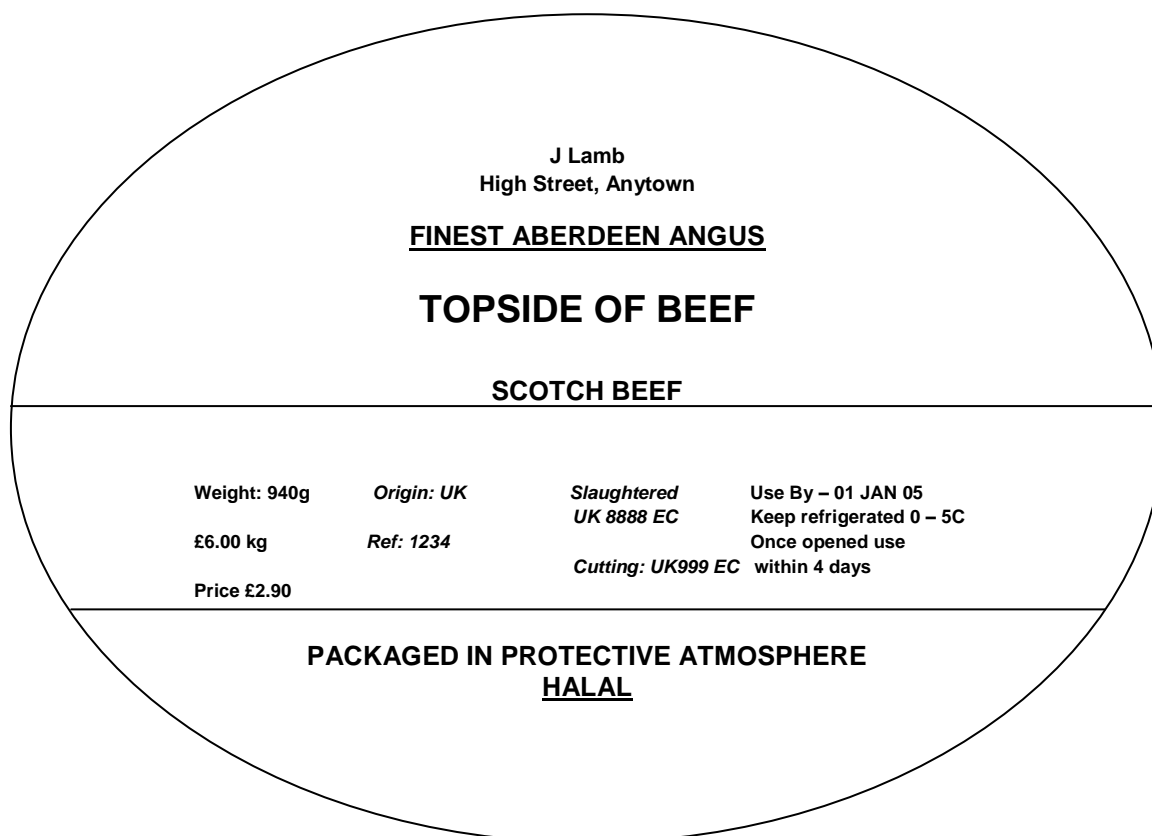 J Lamb
High Street, Anytown
FINEST ABERDEEN ANGUS
TOPSIDE OF BEEF
SCOTCH BEEF
Weight: 940g
£6.00 kg
Price £2.90
Origin: UK
Ref: 1234
Slaughtered
UK 8888 EC
Cutting: UK999 EC
Use By – 01 JAN 05
Keep refrigerated 0 – 5C
Once opened use
within 4 days
PACKAGED IN PROTECTIVE ATMOSPHERE
HALAL